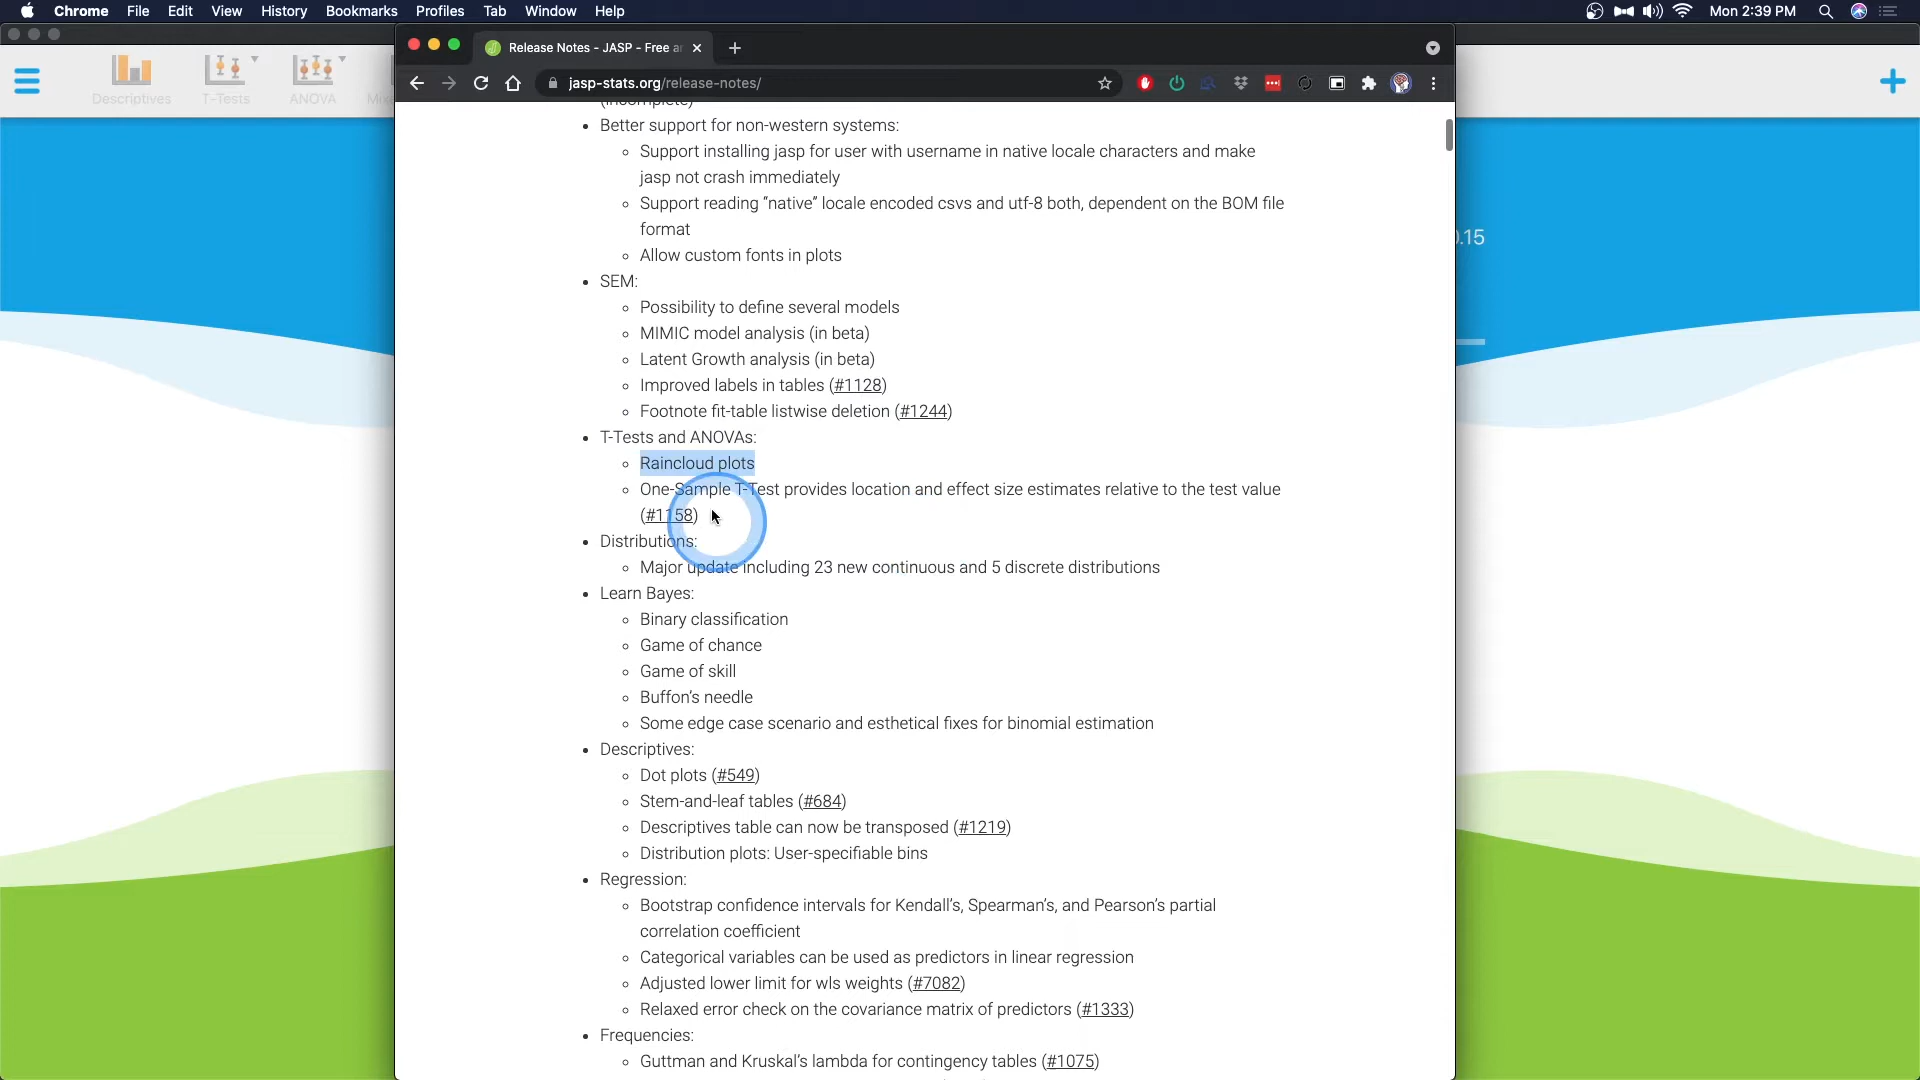 Chrome File Edit View History Bookmarks Profiles Tab Window Help
Mon 2:39 PM
Release Notes - JASP - Free a
jasp-stats.org/release-notes/
Descriptives
T-Tests
ANOVA
(incomplete)
Better support for non-western systems:
Support installing jasp for user with username in native locale characters and make
jasp not crash immediately
Support reading “native” locale encoded csvs and utf-8 both, dependent on the BOM file
format
Allow custom fonts in plots
0.15
SEM:
Possibility to define several models
MIMIC model analysis (in beta)
Latent Growth analysis (in beta)
Improved labels in tables (#1128)
Footnote fit-table listwise deletion (#1244)
T-Tests and ANOVAs:
Raincloud plots
One-Sample T-Test provides location and effect size estimates relative to the test value
(#1158)
Distributions:
Major update including 23 new continuous and 5 discrete distributions
Learn Bayes:
Binary classification
Game of chance
Game of skill
Buffon’s needle
Some edge case scenario and esthetical fixes for binomial estimation
Descriptives:
Dot plots (#549)
Stem-and-leaf tables (#684)
Descriptives table can now be transposed (#1219)
Distribution plots: User-specifiable bins
Regression:
Bootstrap confidence intervals for Kendall’s, Spearman’s, and Pearson’s partial
correlation coefficient
Categorical variables can be used as predictors in linear regression
Adjusted lower limit for wls weights (#7082)
Relaxed error check on the covariance matrix of predictors (#1333)
Frequencies:
Guttman and Kruskal’s lambda for contingency tables (#1075)